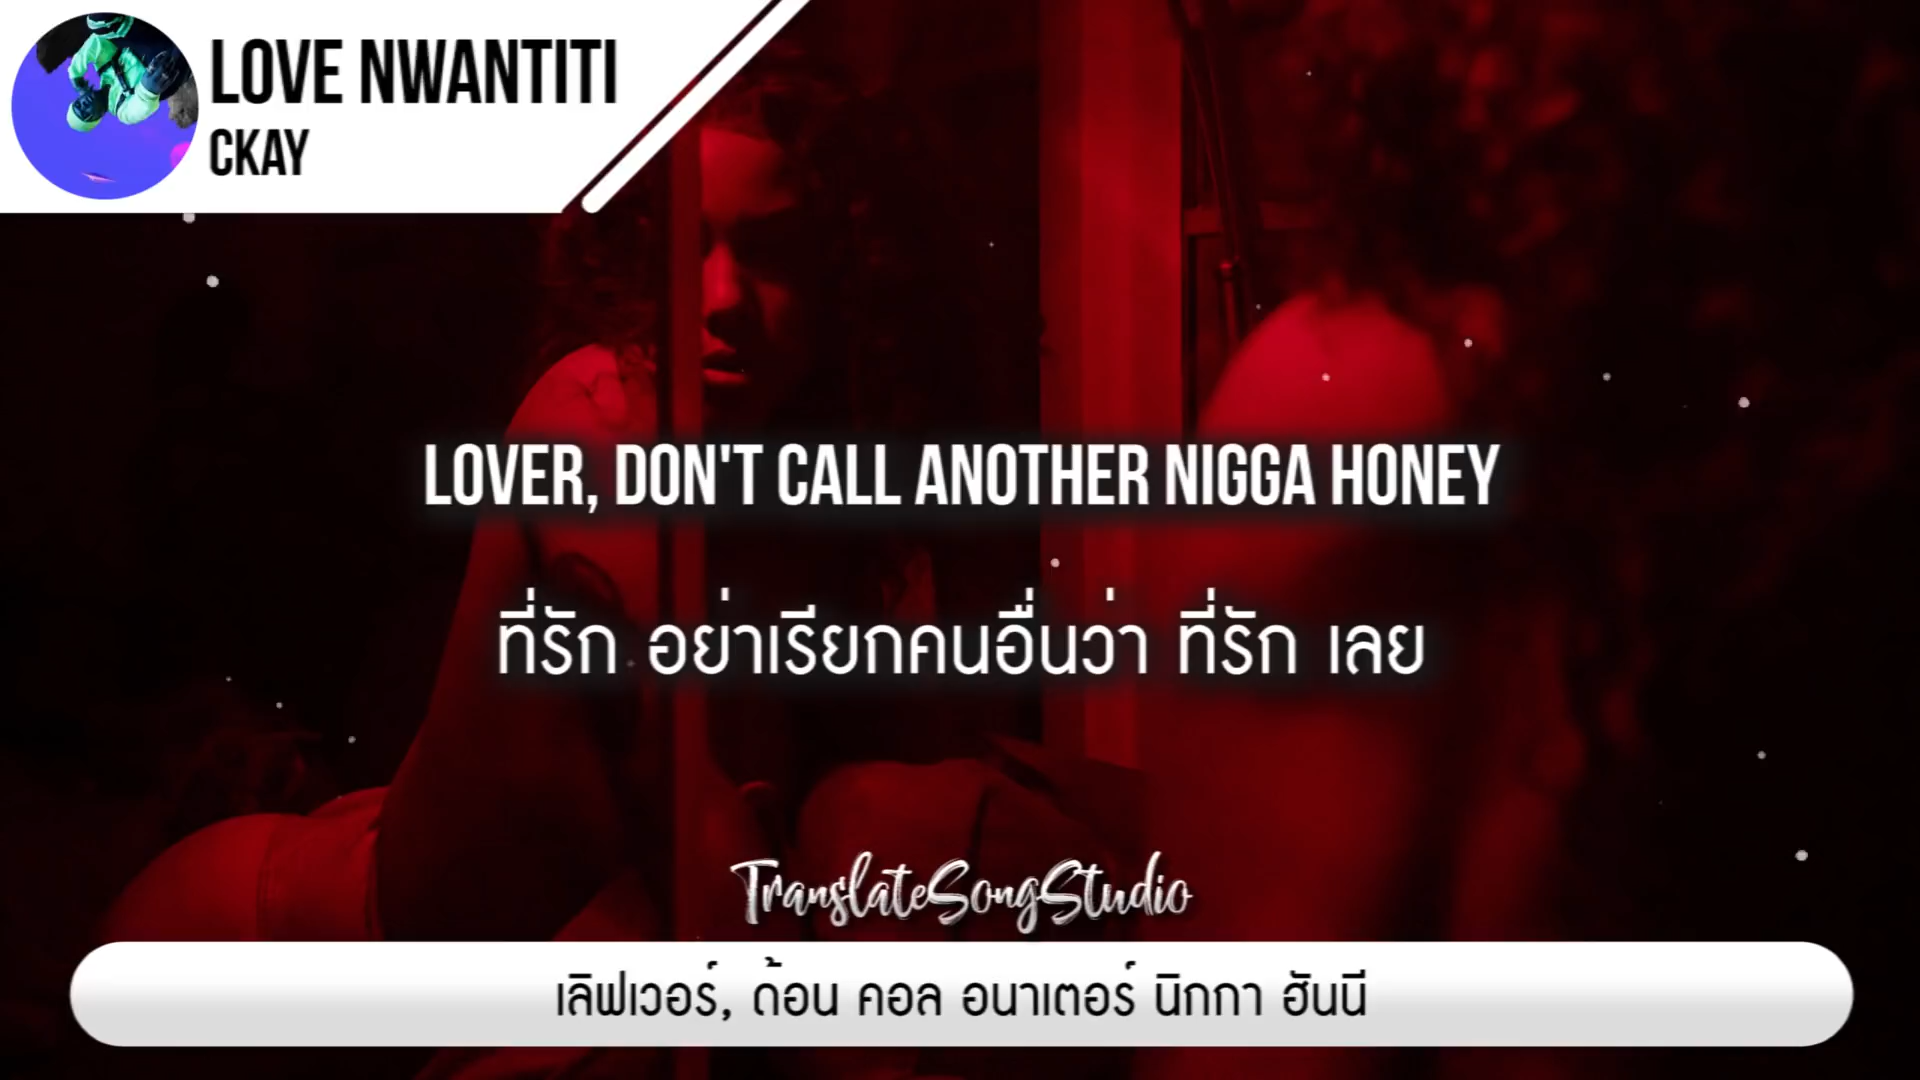 LOVE NWANTITI
CKAY
LOVER, DON'T CALL ANOTHER NIGGA HONEY
ที่รัก อย่าเรียกคนอื่นว่า ที่รัก เลย
TranslateSongStudio
เลิฟเวอร์, ด้อน คอล อนาเตอร์ นิกกา ฮันนี